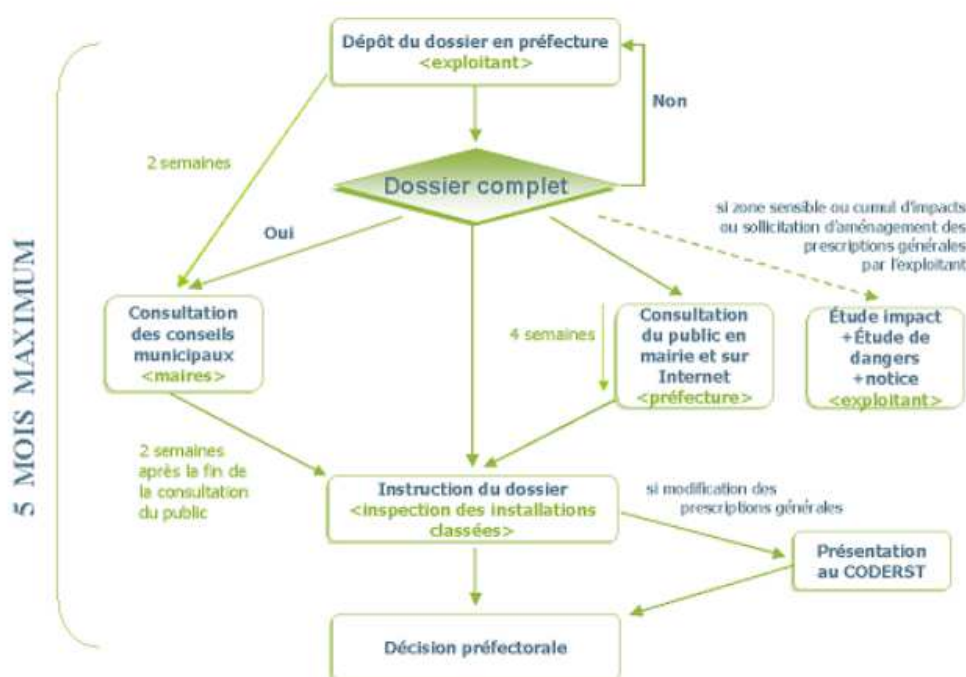 5 MOIS MAXIMUM
Dépôt du dossier en préfecture
<exploitant>
Non
2 semaines
Dossier complet
Oui
si zone sensible ou cumul d'impacts
ou sollicitation d'aménagement des
prescriptions générales
par l'exploitant
Consultation
des conseils
municipaux
<maires>
4 semaines
Consultation
du public en
mairie et sur
Internet
<préfecture>
Étude impact
+Étude de
dangers
+notice
<exploitant>
2 semaines
après la fin de
la consultation
du public
Instruction du dossier
<inspection des installations
classées>
si modification des
prescriptions générales
Présentation
au CODERST
Décision préfectorale